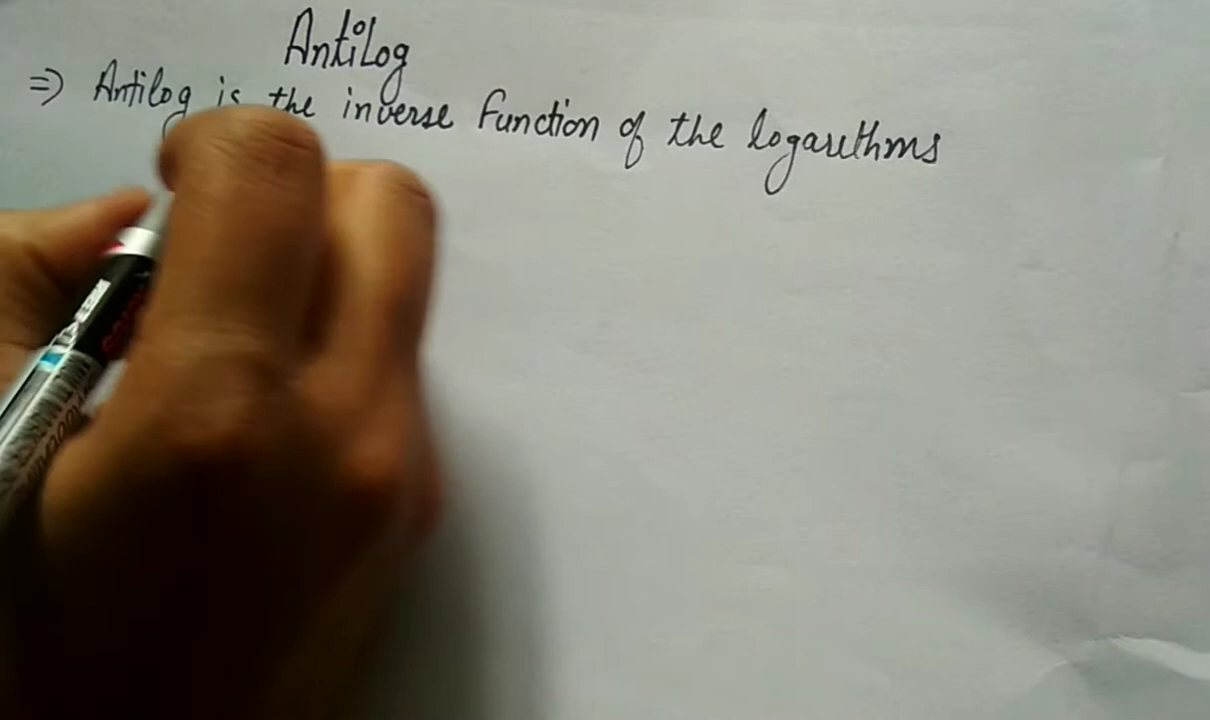 AntiLog
⇒ Antilog is the inverse function of the logarithms